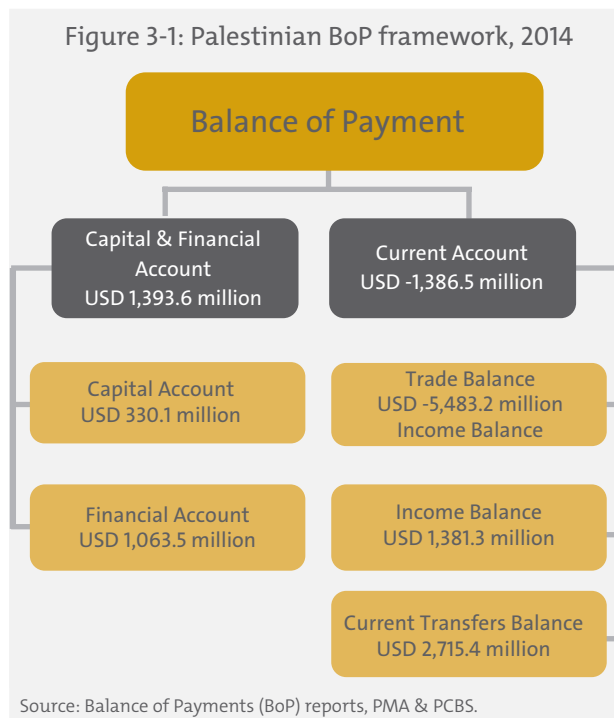 Figure 3-1: Palestinian BoP framework, 2014
Balance of Payment
Capital & Financial
Account
USD 1,393.6 million
Current Account
USD -1,386.5 million
Capital Account
USD 330.1 million
Trade Balance
USD -5,483.2 million
Income Balance
Financial Account
USD 1,063.5 million
Income Balance
USD 1,381.3 million
Current Transfers Balance
USD 2,715.4 million
Source: Balance of Payments (BoP) reports, PMA & PCBS.